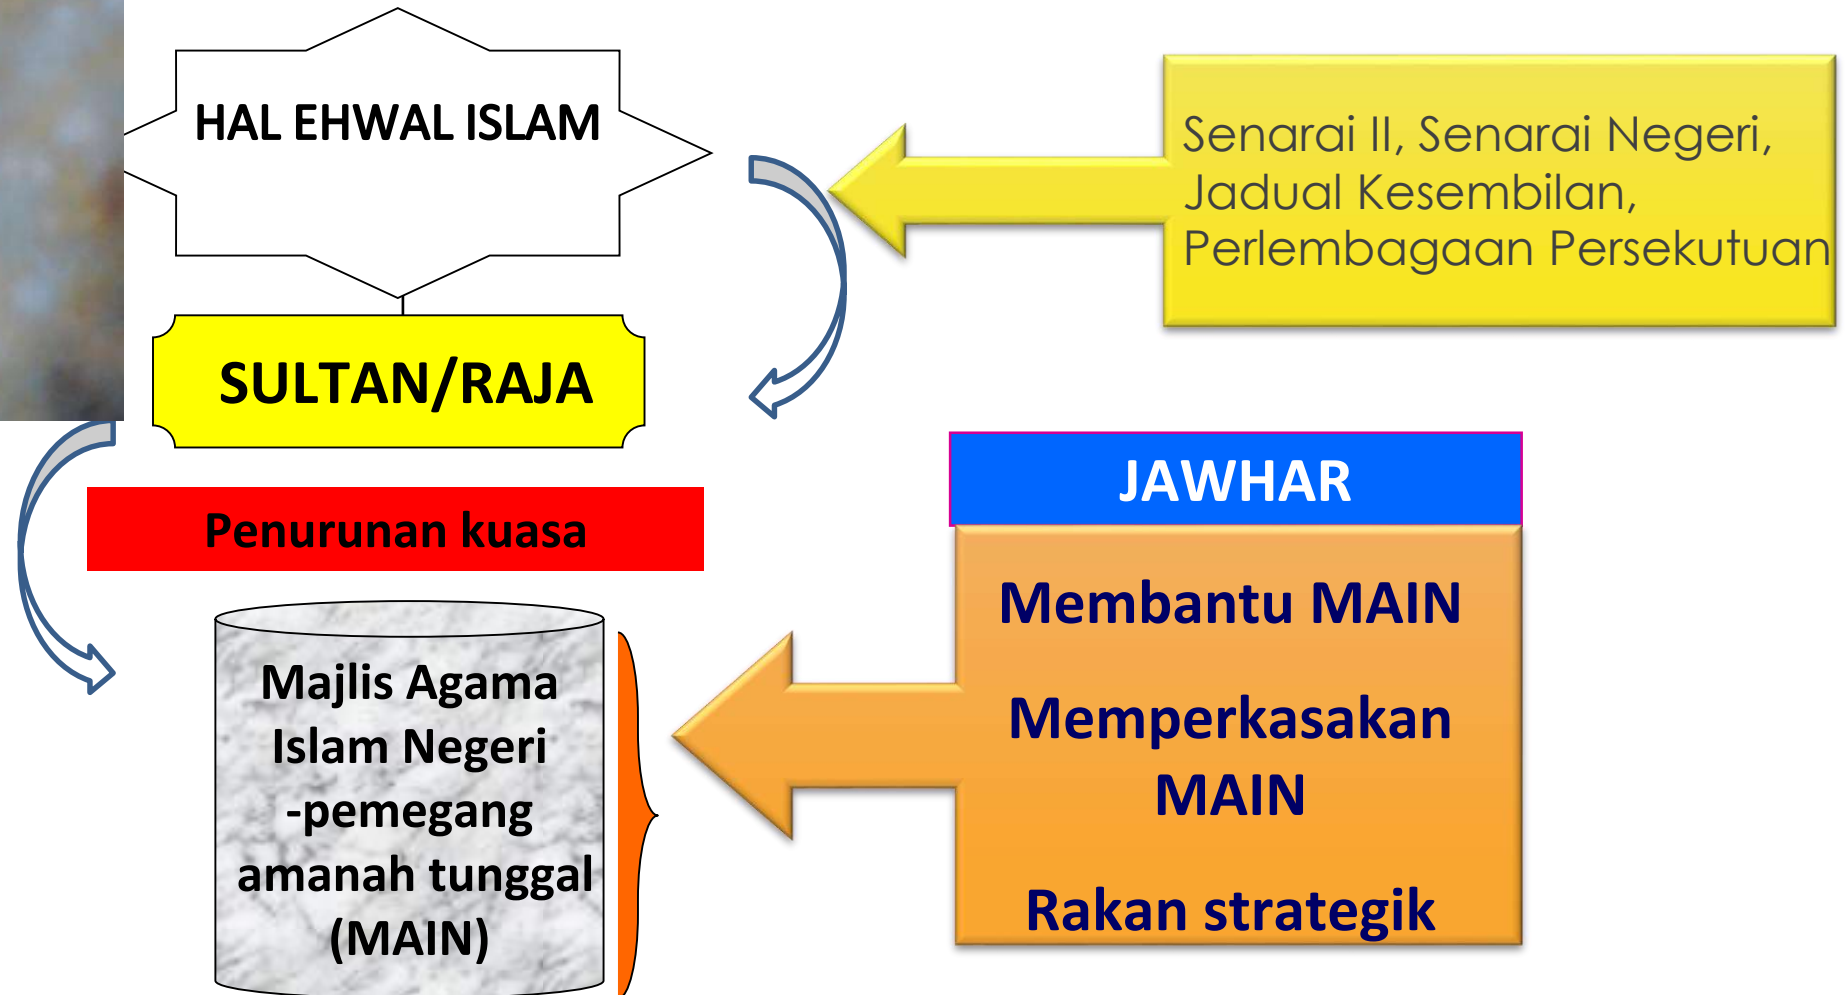 HAL EHWAL ISLAM
Senarai II, Senarai Negeri,
Jadual Kesembilan,
Perlembagaan Persekutuan
SULTAN/RAJA
Penurunan kuasa
Majlis Agama
Islam Negeri
-pemegang
amanah tunggal
(MAIN)
JAWHAR
Membantu MAIN
Memperkasakan
MAIN
Rakan strategik